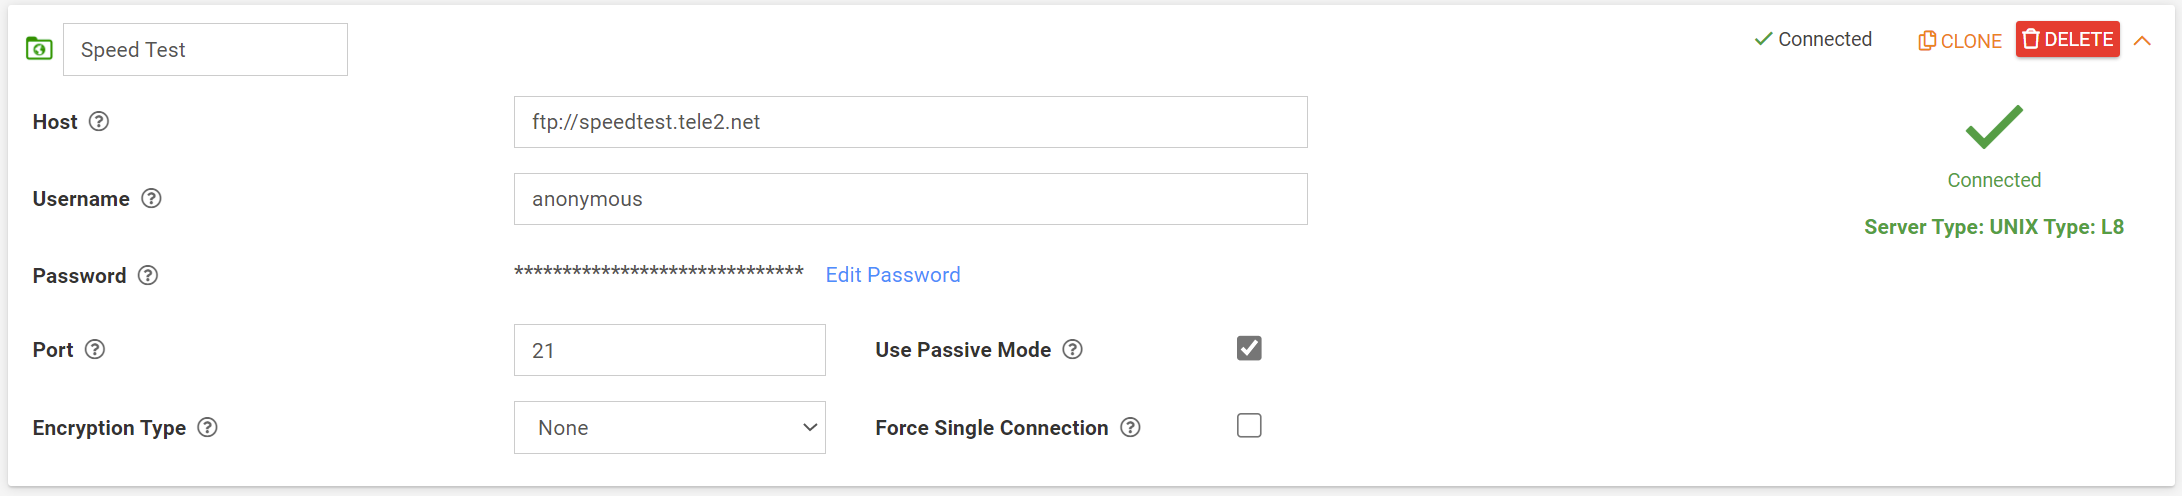 Speed Test
Connected CLONE DELETE
Host ftp://speedtest.tele2.net
Connected
Username anonymous
Server Type: UNIX Type: L8
Password ****************************** Edit Password
Port 21 Use Passive Mode
Encryption Type None Force Single Connection